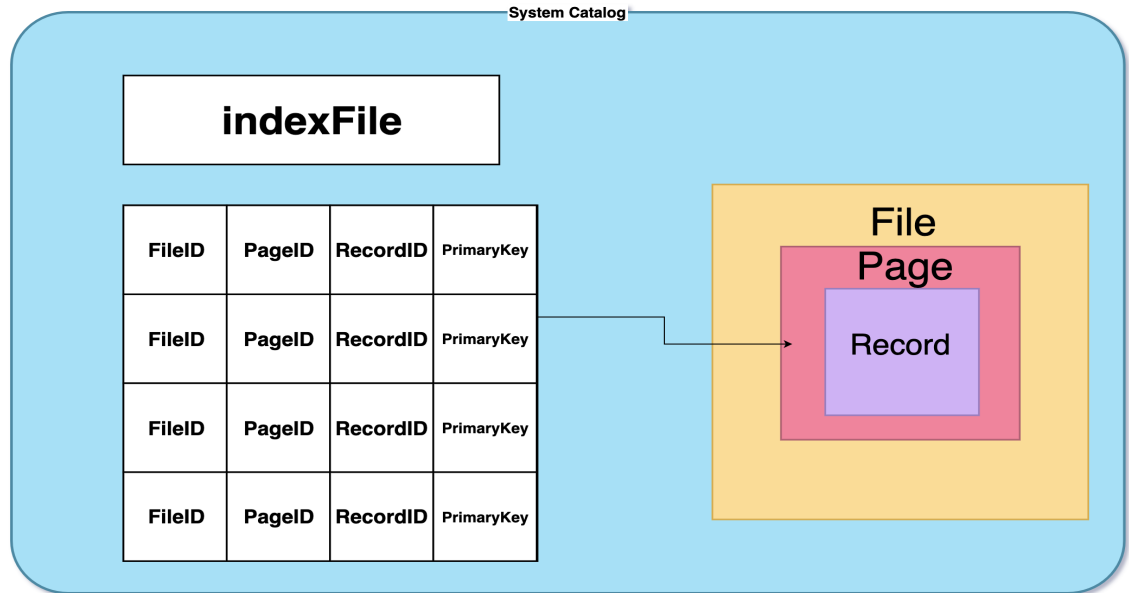 System Catalog
indexFile
FileID PageID RecordID PrimaryKey
FileID PageID RecordID PrimaryKey
FileID PageID RecordID PrimaryKey
FileID PageID RecordID PrimaryKey
File
Page
Record